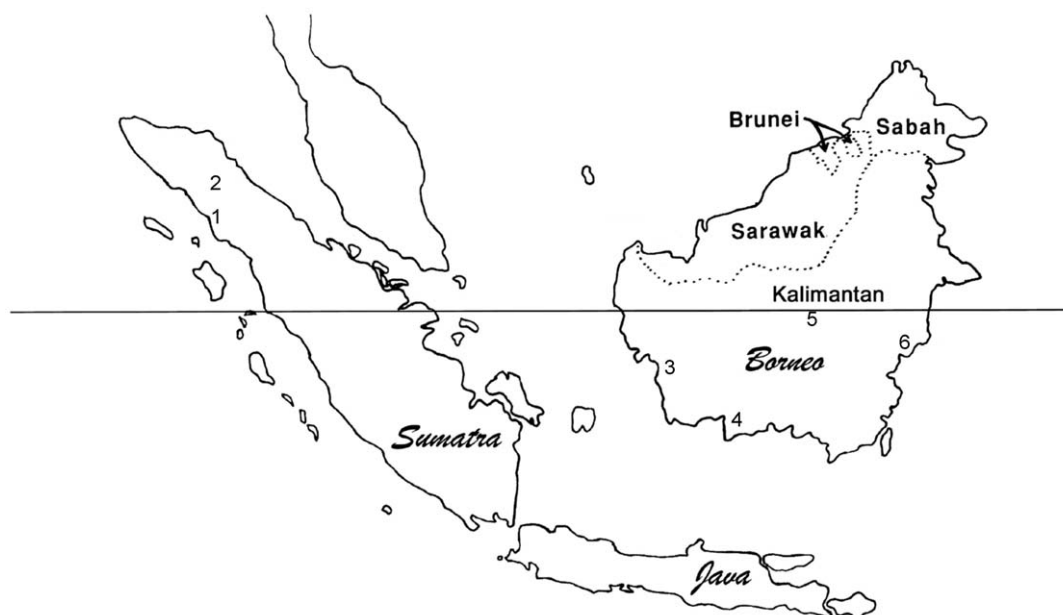 Brunei
Sabah
2
1
Sarawak
Kalimantan
5
6
3
Borneo
4
Sumatra
Java